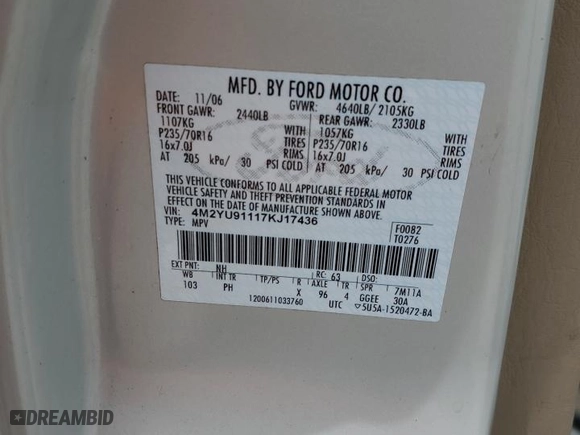 MFD. BY FORD MOTOR CO.
DATE: 11/06 GVWR: 4640LB/ 2105KG
FRONT GAWR: 2440LB REAR GAWR: 2330LB
1107KG WITH 1057KG WITH
P235/70R16 TIRES P235/70R16 TIRES
16x7.0J RIMS 16x7.0J RIMS
AT 205 kPa/ 30 PSI COLD AT 205 kPa/ 30 PSI COLD
THIS VEHICLE CONFORMS TO ALL APPLICABLE FEDERAL MOTOR
VEHICLE SAFETY AND THEFT PREVENTION STANDARDS IN
EFFECT ON THE DATE OF MANUFACTURE SHOWN ABOVE.
VIN: 4M2YU91117KJ17436
TYPE: MPV
F0082
T0276
EXT PNT: NH RC: 63 DSO:
WB INT TR TP/PS R AXLE TR SPR
103 PH X 96 4 GGEE 7M11A
30A
1200611033760 UTC ▽5U5A-1520472-BA
DREAMBID